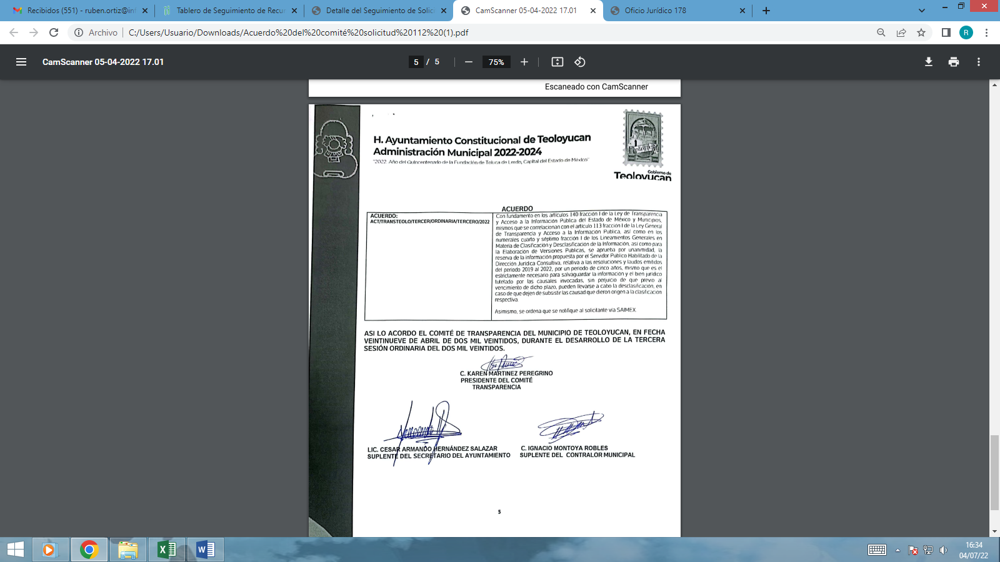 Recibidos (551) - ruben.ortiz@inf
Tablero de Seguimiento de Recur
Detalle del Seguimiento de Solici
CamScanner 05-04-2022 17.01
Oficio Jurídico 178
Archivo
C:/Users/Usuario/Downloads/Acuerdo%20del%20comité%20solicitud%20112%20(1).pdf
R
CamScanner 05-04-2022 17.01
5 / 5
75%
Escaneado con CamScanner
H. Ayuntamiento Constitucional de Teoloyucan
Administración Municipal 2022-2024
"2022. Año del Quincentenario de la Fundación de Toluca de Lerdo, Capital del Estado de México"
Gobierno de
Teoloyucan
ACUERDO
ACUERDO:
ACT/TRANSTEOLO/TERCER/ORDINARIA/TERCERO/2022
Con fundamento en los artículos 140 fracción I de la Ley de Transparencia
y Acceso a la Información Pública del Estado de México y Municipios,
mismos que se correlacionan con el artículo 113 fracción I de la Ley General
de Transparencia y Acceso a la Información Publica, así como en los
numerales cuarto y séptimo fracción I de los Lineamientos Generales en
Materia de Clasificación y Desclasificación de la Información, así como para
la Elaboración de Versiones Públicas, se aprueba por unanimidad, la
reserva de la información propuesta por el Servidor Publico Habilitado de la
Dirección Jurídica Consultiva, relativa a las resoluciones y laudos emitidos
del periodo 2019 al 2022, por un periodo de cinco años, mismo que es el
estrictamente necesario para salvaguardar la información y el bien jurídico
tutelado por las causales invocadas, sin perjuicio de que previo al
vencimiento de dicho plazo, pueden llevarse a cabo la desclasificación, en
caso de que dejen de subsistir las causad que dieron origen a la clasificación
respectiva.
Asimismo, se ordena que se notifique al solicitante vía SAIMEX.
ASI LO ACORDO EL COMITÉ DE TRANSPARENCIA DEL MUNICIPIO DE TEOLOYUCAN, EN FECHA
VEINTINUEVE DE ABRIL DE DOS MIL VEINTIDOS, DURANTE EL DESARROLLO DE LA TERCERA
SESIÓN ORDINARIA DEL DOS MIL VEINTIDOS.
C. KAREN MARTINEZ PEREGRINO
PRESIDENTE DEL COMITÉ
TRANSPARENCIA
LIC. CESAR ARMANDO HERNÁNDEZ SALAZAR
SUPLENTE DEL SECRETARIO DEL AYUNTAMIENTO
C. IGNACIO MONTOYA ROBLES
SUPLENTE DEL CONTRALOR MUNICIPAL
5
16:34
04/07/22